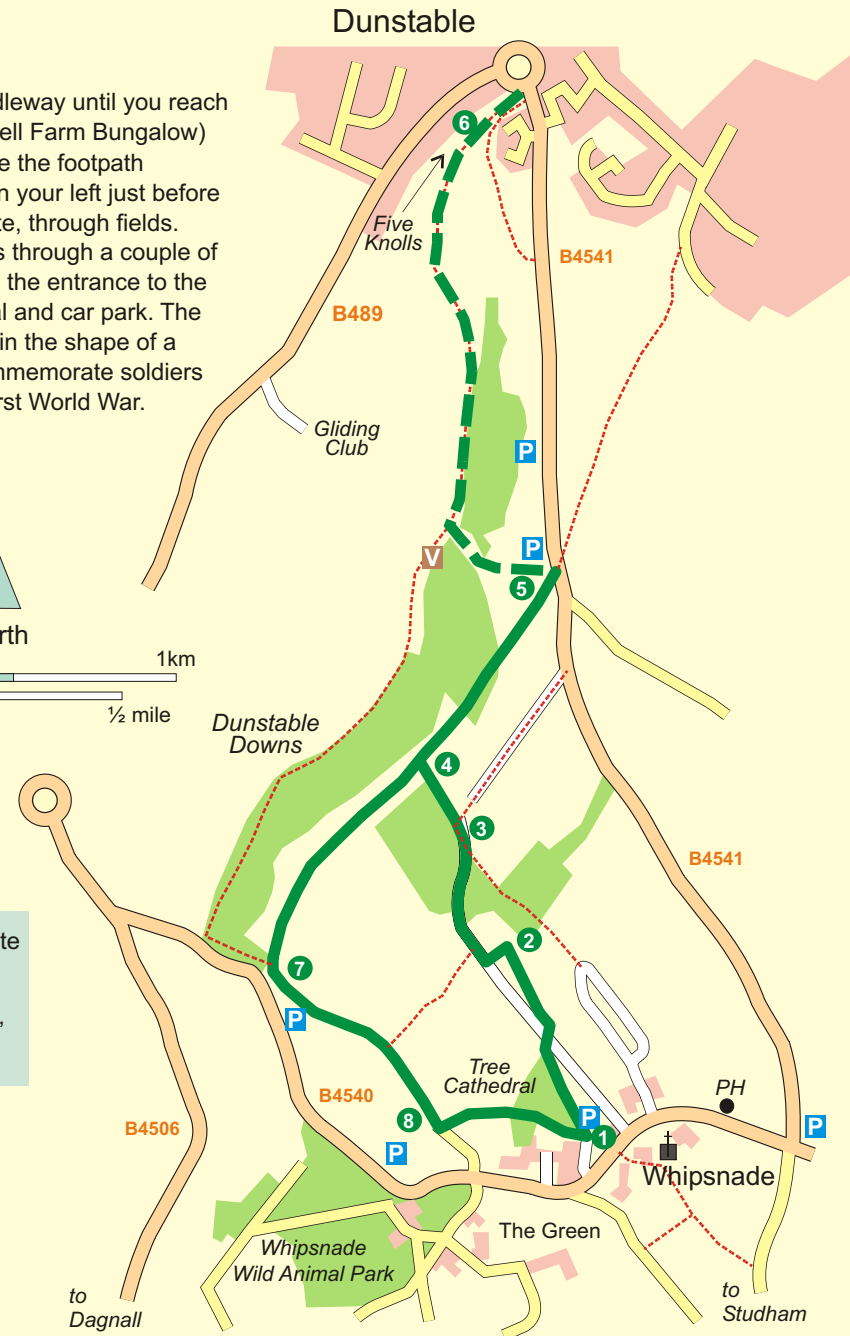 Dunstable
dleway until you reach
ell Farm Bungalow)
e the footpath
n your left just before
te, through fields.
s through a couple of
the entrance to the
al and car park. The
in the shape of a
mmemorate soldiers
rst World War.
6
Five
Knolls
B4541
B489
Gliding
Club
P
V
P
5
rth
1km
½ mile
Dunstable
Downs
4
3
B4541
te
,
2
7
P
Tree
Cathedral
PH
B4540
B4506
8
P
1
P
P
Whipsnade
The Green
Whipsnade
Wild Animal Park
to
Dagnall
to
Studham